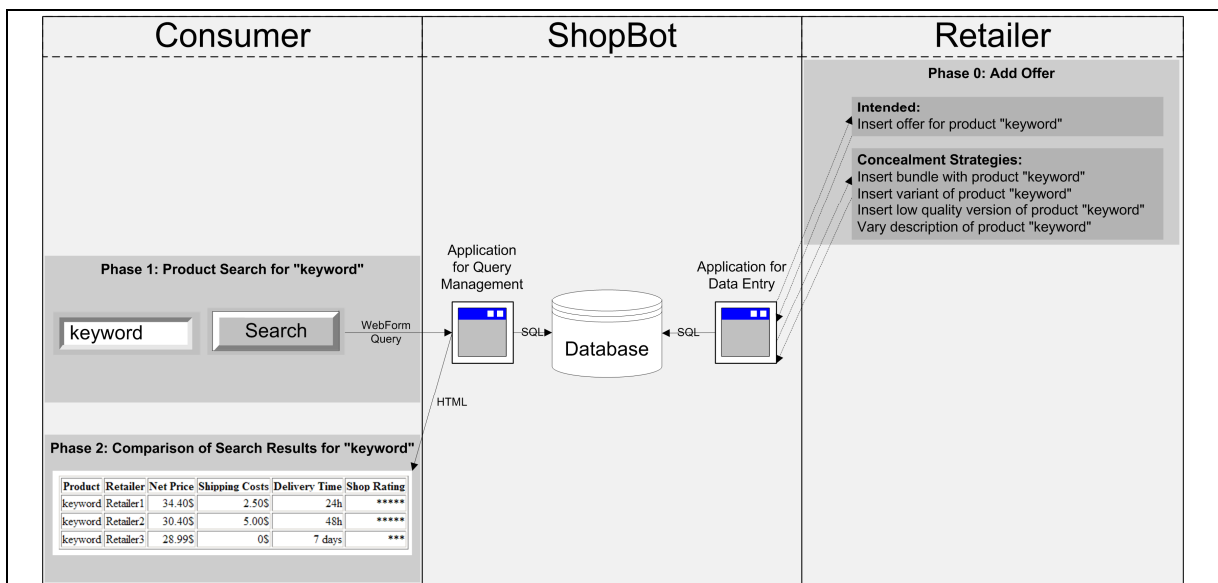 Consumer
ShopBot
Retailer
Phase 0: Add Offer
Intended:
Insert offer for product "keyword"
Concealment Strategies:
Insert bundle with product "keyword"
Insert variant of product "keyword"
Insert low quality version of product "keyword"
Vary description of product "keyword"
Phase 1: Product Search for "keyword"
keyword
Search
WebForm
Query
Application
for Query
Management
SQL
Database
SQL
Application for
Data Entry
HTML
Phase 2: Comparison of Search Results for "keyword"
Product Retailer Net Price Shipping Costs Delivery Time Shop Rating
keyword Retailer1 34.40$ 2.50$ 24h *****
keyword Retailer2 30.40$ 5.00$ 48h *****
keyword Retailer3 28.99$ 0$ 7 days ***